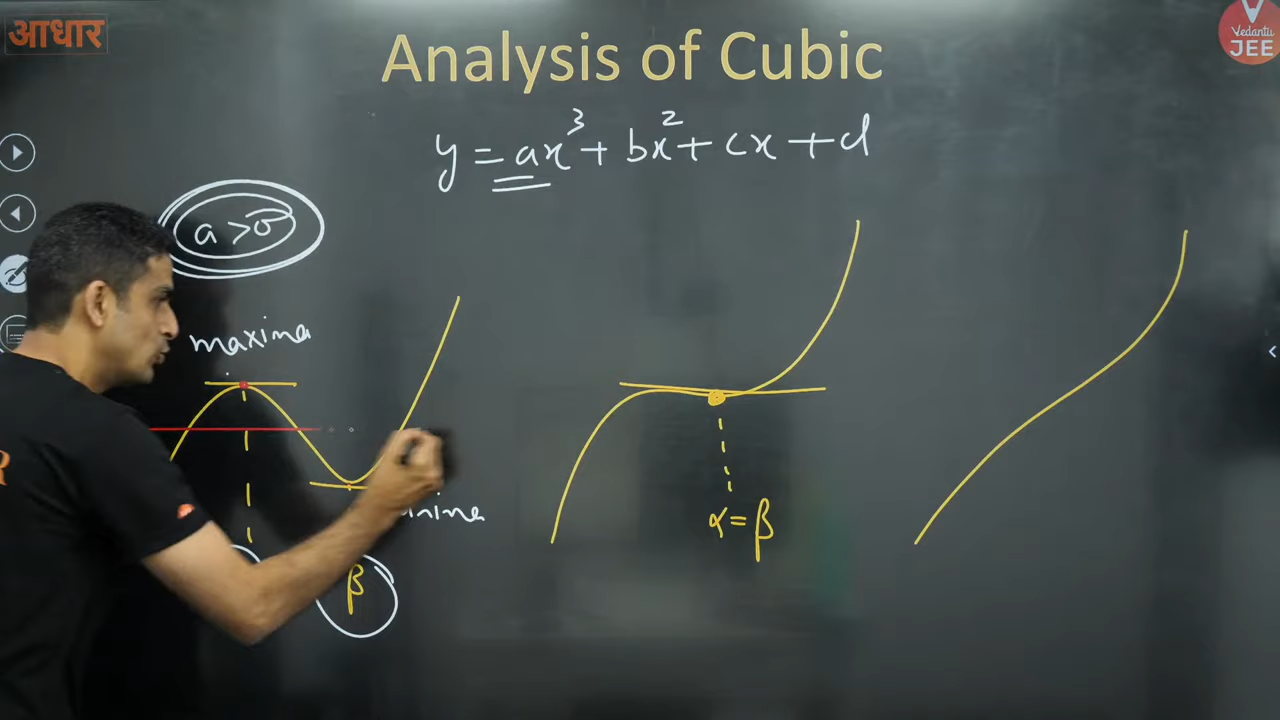 आधार
Vedantu
JEE
Analysis of Cubic
y = ax³ + bx² + cx + d
a > 0
maxima
α = β
β